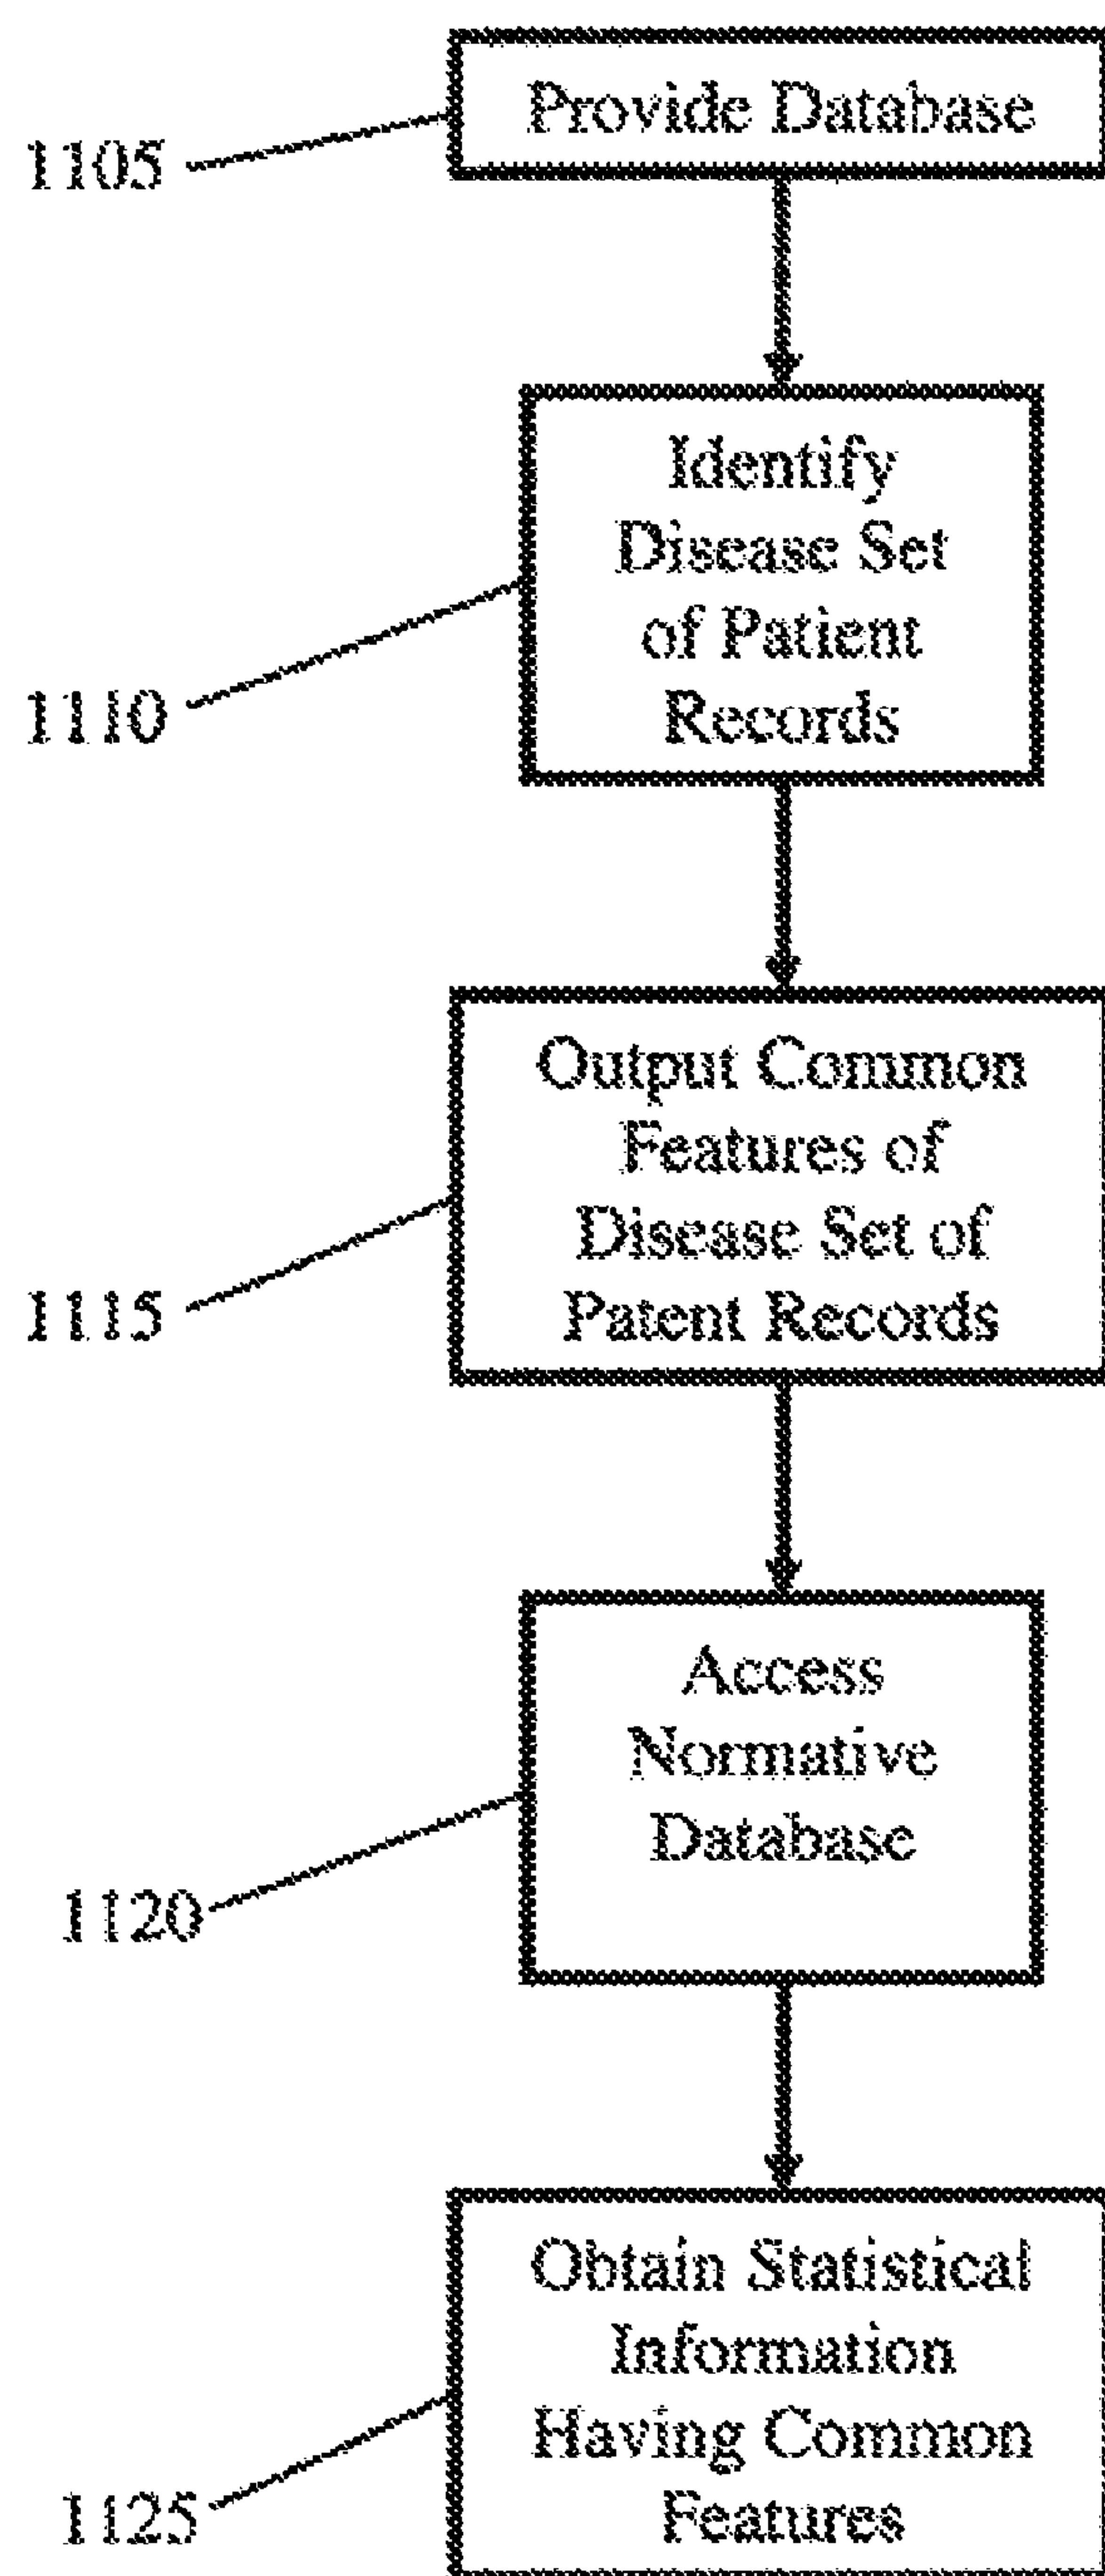 Provide Database
1105
Identify
Disease Set
of Patient
Records
1110
Output Common
Features of
Disease Set of
Patent Records
1115
Access
Normative
Database
1120
Obtain Statistical
Information
Having Common
Features
1125